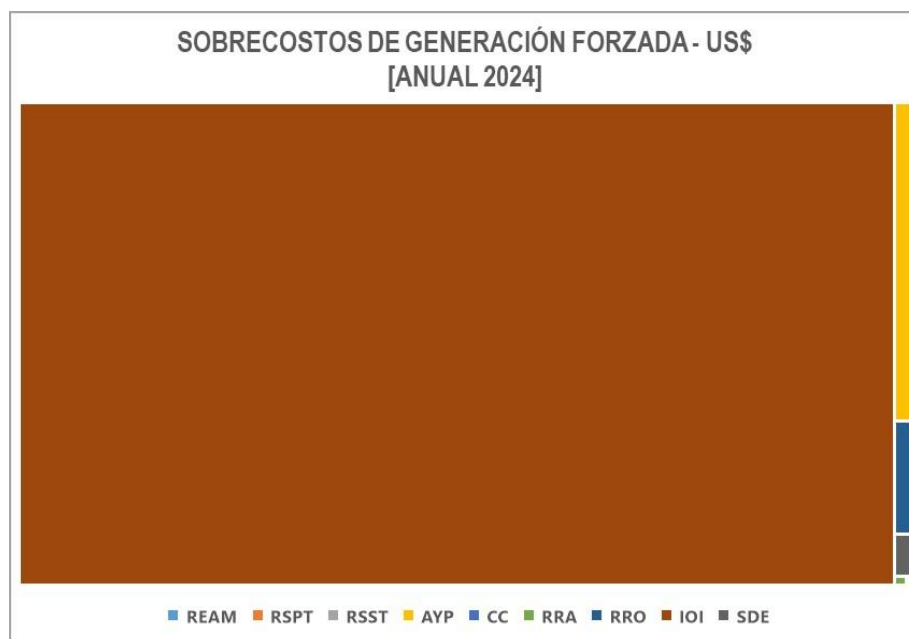 SOBRECOSTOS DE GENERACIÓN FORZADA - US$
[ANUAL 2024]
REAM RSPT RSST AYP CC RRA RRO IOI SDE